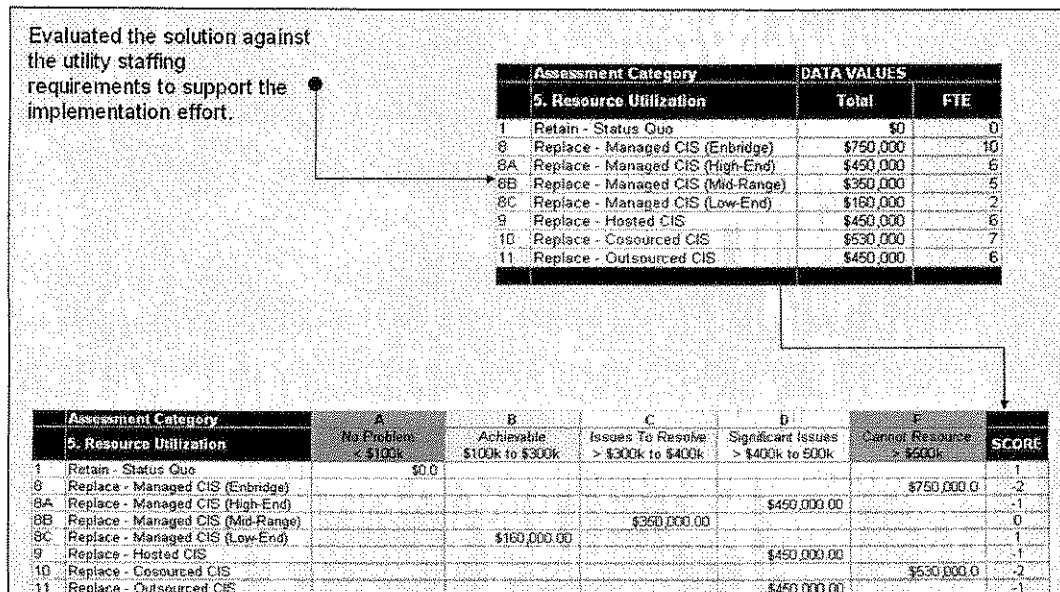 Evaluated the solution against
the utility staffing
requirements to support the
implementation effort.
Assessment Category DATA VALUES
5. Resource Utilization Total FTE
1 Retain - Status Quo $0 0
8 Replace - Managed CIS (Enbridge) $750,000 10
8A Replace - Managed CIS (High-End) $450,000 6
8B Replace - Managed CIS (Mid-Range) $350,000 5
8C Replace - Managed CIS (Low-End) $160,000 2
9 Replace - Hosted CIS $450,000 6
10 Replace - Cosourced CIS $530,000 7
11 Replace - Outsourced CIS $450,000 6
Assessment Category A B C D F
5. Resource Utilization No Problem Achievable Issues To Resolve Significant Issues Cannot Resource SCORE
< $100k $100k to $300k > $300k to $400k > $400k to 500k > $500k
1 Retain - Status Quo $0.0 1
8 Replace - Managed CIS (Enbridge) $750,000.0 -2
8A Replace - Managed CIS (High-End) $450,000.00 -1
8B Replace - Managed CIS (Mid-Range) $350,000.00 0
8C Replace - Managed CIS (Low-End) $160,000.00 1
9 Replace - Hosted CIS $450,000.00 -1
10 Replace - Cosourced CIS $530,000.0 -2
11 Replace - Outsourced CIS $450,000.00 -1